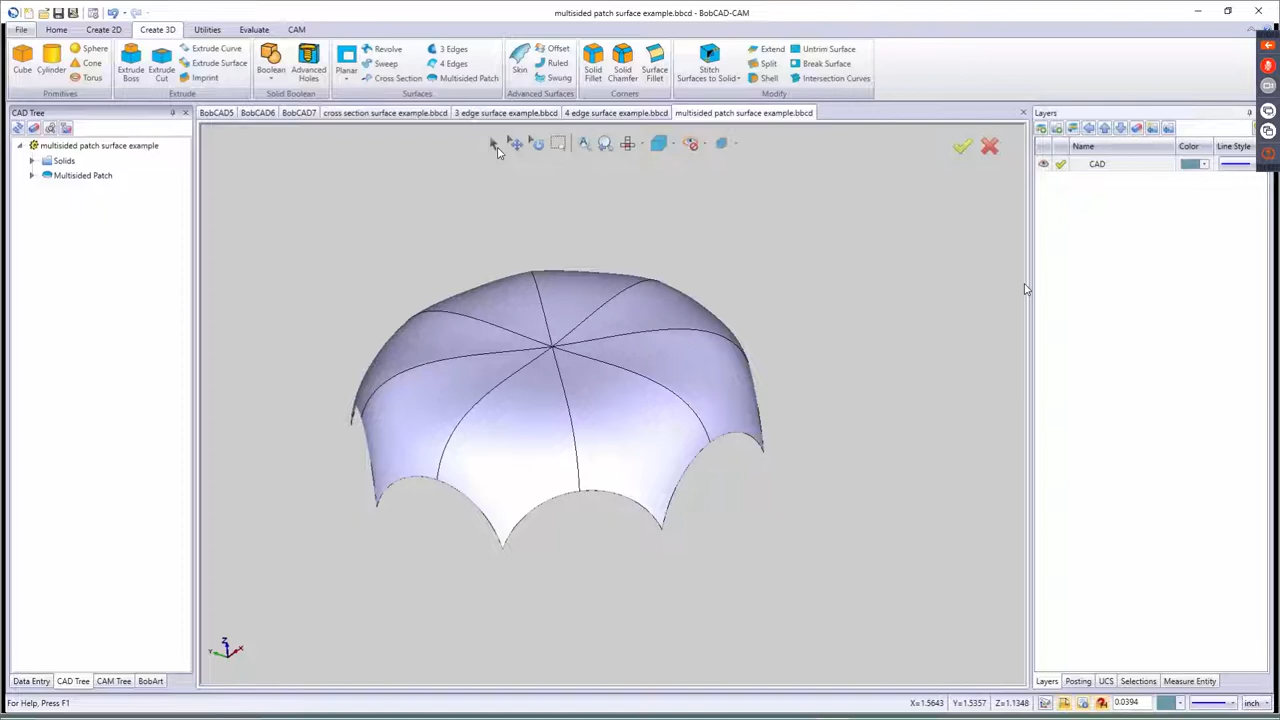 multisided patch surface example.bbcd - BobCAD-CAM
File Home Create 2D Create 3D Utilities Evaluate CAM
Cube Cylinder Sphere Cone Torus Primitives
Extrude Boss Extrude Cut Extrude Curve Extrude Surface Imprint Extrude
Boolean Advanced Holes Solid Boolean
Planar Revolve Sweep Cross Section 3 Edges 4 Edges Multisided Patch Surfaces
Skin Offset Ruled Swung Advanced Surfaces
Solid Fillet Solid Chamfer Surface Fillet Corners
Stitch Surfaces to Solid Extend Split Shell Untrim Surface Break Surface Intersection Curves Modify
CAD Tree
BobCAD5 BobCAD6 BobCAD7 cross section surface example.bbcd 3 edge surface example.bbcd 4 edge surface example.bbcd multisided patch surface example.bbcd
Layers
multisided patch surface example
Solids
Multisided Patch
Name Color Line Style
CAD
Z
Y X
Data Entry CAD Tree CAM Tree BobArt
Layers Posting UCS Selections Measure Entity
For Help, Press F1
X=1.5643 Y=1.5357 Z=1.1348 0.0394 inch